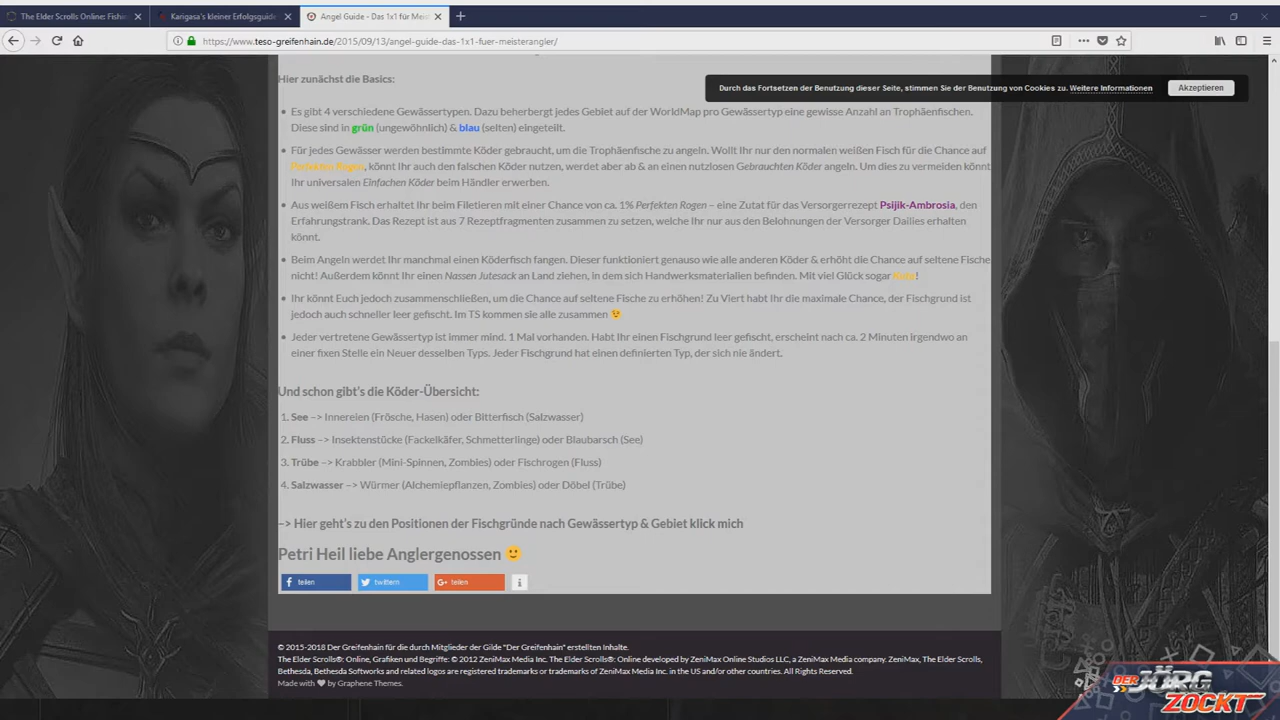 The Elder Scrolls Online: Fishin
Karigasa's kleiner Erfolgsguide
Angel Guide – Das 1x1 für Meist
https://www.teso-greifenhain.de/2015/09/13/angel-guide-das-1x1-fuer-meisterangler/
Hier zunächst die Basics:
Durch das Fortsetzen der Benutzung dieser Seite, stimmen Sie der Benutzung von Cookies zu. Weitere Informationen
Akzeptieren
• Es gibt 4 verschiedene Gewässertypen. Dazu beherbergt jedes Gebiet auf der WorldMap pro Gewässertyp eine gewisse Anzahl an Trophäenfischen.
Diese sind in grün (ungewöhnlich) & blau (selten) eingeteilt.
• Für jedes Gewässer werden bestimmte Köder gebraucht, um die Trophäenfische zu angeln. Wollt Ihr nur den normalen weißen Fisch für die Chance auf
Perfekten Rogen, könnt Ihr auch den falschen Köder nutzen, werdet aber ab & an einen nutzlosen Gebrauchten Köder angeln. Um dies zu vermeiden könnt
Ihr universalen Einfachen Köder beim Händler erwerben.
• Aus weißem Fisch erhaltet Ihr beim Filetieren mit einer Chance von ca. 1% Perfekten Rogen – eine Zutat für das Versorgerrezept Psijik-Ambrosia, den
Erfahrungstrank. Das Rezept ist aus 7 Rezeptfragmenten zusammen zu setzen, welche Ihr nur aus den Belohnungen der Versorger Dailies erhalten
könnt.
• Beim Angeln werdet Ihr manchmal einen Köderfisch fangen. Dieser funktioniert genauso wie alle anderen Köder & erhöht die Chance auf seltene Fische
nicht! Außerdem könnt Ihr einen Nassen Jutesack an Land ziehen, in dem sich Handwerksmaterialien befinden. Mit viel Glück sogar !
• Ihr könnt Euch jedoch zusammenschließen, um die Chance auf seltene Fische zu erhöhen! Zu Viert habt Ihr die maximale Chance, der Fischgrund ist
jedoch auch schneller leer gefischt. Im TS kommen sie alle zusammen 😉
• Jeder vertretene Gewässertyp ist immer mind. 1 Mal vorhanden. Habt Ihr einen Fischgrund leer gefischt, erscheint nach ca. 2 Minuten irgendwo an
einer fixen Stelle ein Neuer desselben Typs. Jeder Fischgrund hat einen definierten Typ, der sich nie ändert.
Und schon gibt's die Köder-Übersicht:
1. See –> Innereien (Frösche, Hasen) oder Bitterfisch (Salzwasser)
2. Fluss –> Insektenstücke (Fackelkäfer, Schmetterlinge) oder Blaubarsch (See)
3. Trübe –> Krabbler (Mini-Spinnen, Zombies) oder Fischrogen (Fluss)
4. Salzwasser –> Würmer (Alchemiepflanzen, Zombies) oder Döbel (Trübe)
–> Hier geht's zu den Positionen der Fischgründe nach Gewässertyp & Gebiet klick mich
Petri Heil liebe Anglergenossen 🙂
teilen
twittern
teilen
© 2015-2018 Der Greifenhain für die durch Mitglieder der Gilde "Der Greifenhain" erstellten Inhalte.
The Elder Scrolls®: Online, Grafiken und Begriffe: © 2012 ZeniMax Media Inc. The Elder Scrolls®: Online developed by ZeniMax Online Studios LLC, a ZeniMax Media company. ZeniMax, The Elder Scrolls,
Bethesda, Bethesda Softworks and related logos are registered trademarks or trademarks of ZeniMax Media Inc. in the US and/or other countries. All Rights Reserved.
Made with ❤ by Graphene Themes.
DER JÖRG
ZOCKT